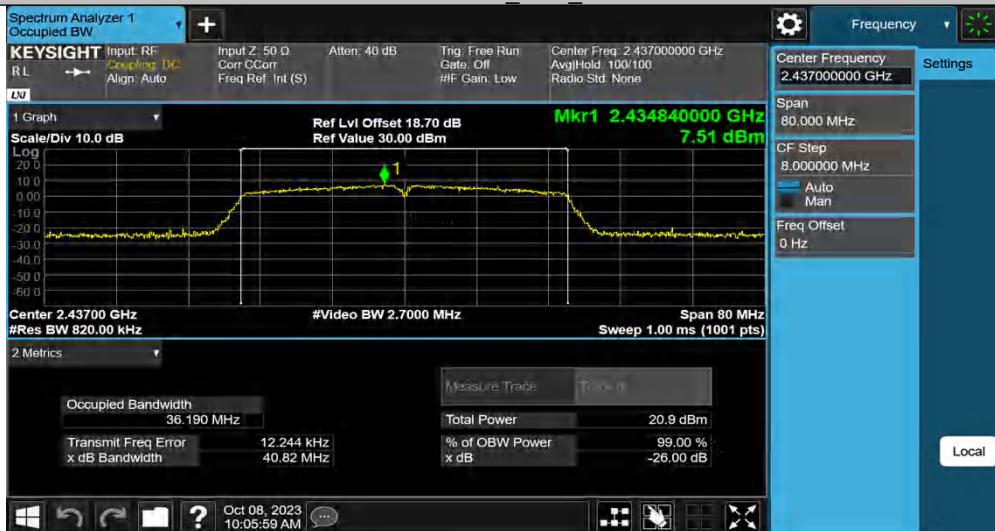 Spectrum Analyzer 1
Occupied BW
Frequency
KEYSIGHT
RL
LXI
Input: RF
Coupling: DC
Align: Auto
Input Z: 50 Ω
Corr CCorr
Freq Ref: Int (S)
Atten: 40 dB
Trig: Free Run
Gate: Off
#IF Gain: Low
Center Freq: 2.437000000 GHz
Avg|Hold: 100/100
Radio Std: None
Center Frequency
2.437000000 GHz
Settings
Span
80.000 MHz
CF Step
8.000000 MHz
Auto
Man
Freq Offset
0 Hz
1 Graph
Scale/Div 10.0 dB
Ref Lvl Offset 18.70 dB
Ref Value 30.00 dBm
Mkr1 2.434840000 GHz
7.51 dBm
Log
20.0
10.0
0.00
-10.0
-20.0
-30.0
-40.0
-50.0
-60.0
1
Center 2.43700 GHz
#Res BW 820.00 kHz
#Video BW 2.7000 MHz
Span 80 MHz
Sweep 1.00 ms (1001 pts)
2 Metrics
Measure Trace
Occupied Bandwidth
36.190 MHz
Total Power 20.9 dBm
Transmit Freq Error 12.244 kHz
% of OBW Power 99.00 %
x dB Bandwidth 40.82 MHz
x dB -26.00 dB
Local
?
Oct 08, 2023
10:05:59 AM